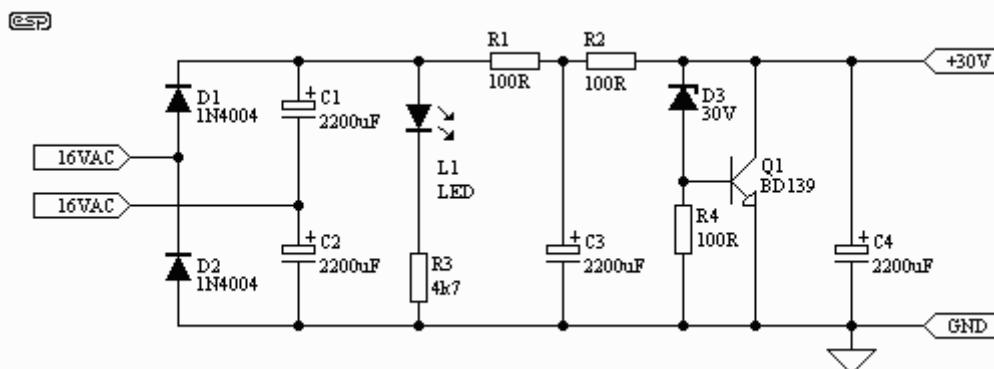 esp
R1
100R
R2
100R
+30V
D1
1N4004
+
C1
2200uF
D3
30V
16VAC
16VAC
L1
LED
Q1
BD139
D2
1N4004
+
C2
2200uF
R3
4k7
+
C3
2200uF
R4
100R
+
C4
2200uF
GND